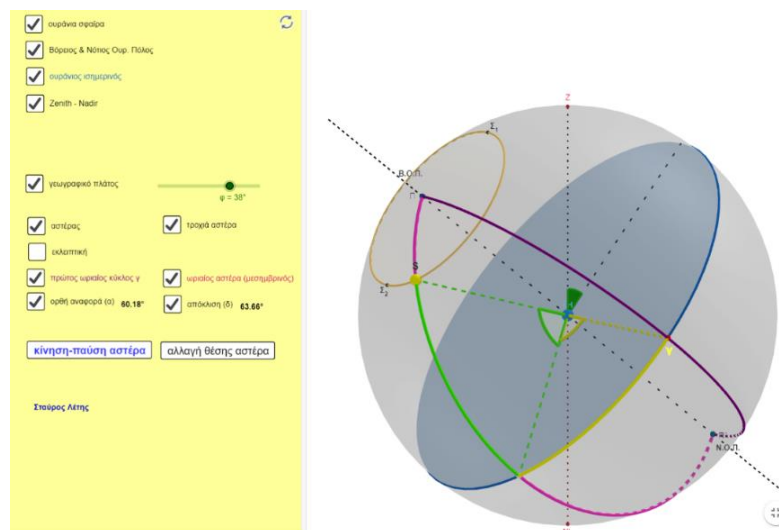 ουράνια σφαίρα
Βόρειος & Νότιος Ουρ. Πόλος
ουράνιος ισημερινός
Zenith - Nadir
γεωγραφικό πλάτος
φ = 38°
αστέρας
τροχιά αστέρα
εκλειπτική
πρώτος ωριαίος κύκλος γ
ωριαίος αστέρα (μεσημβρινός)
ορθή αναφορά (α) 60.18°
απόκλιση (δ) 63.66°
κίνηση-παύση αστέρα
αλλαγή θέσης αστέρα
Σταύρος Λέτης
Z
Σ1
Β.Ο.Π.
Π
S
Σ2
γ
Ν.Ο.Π.